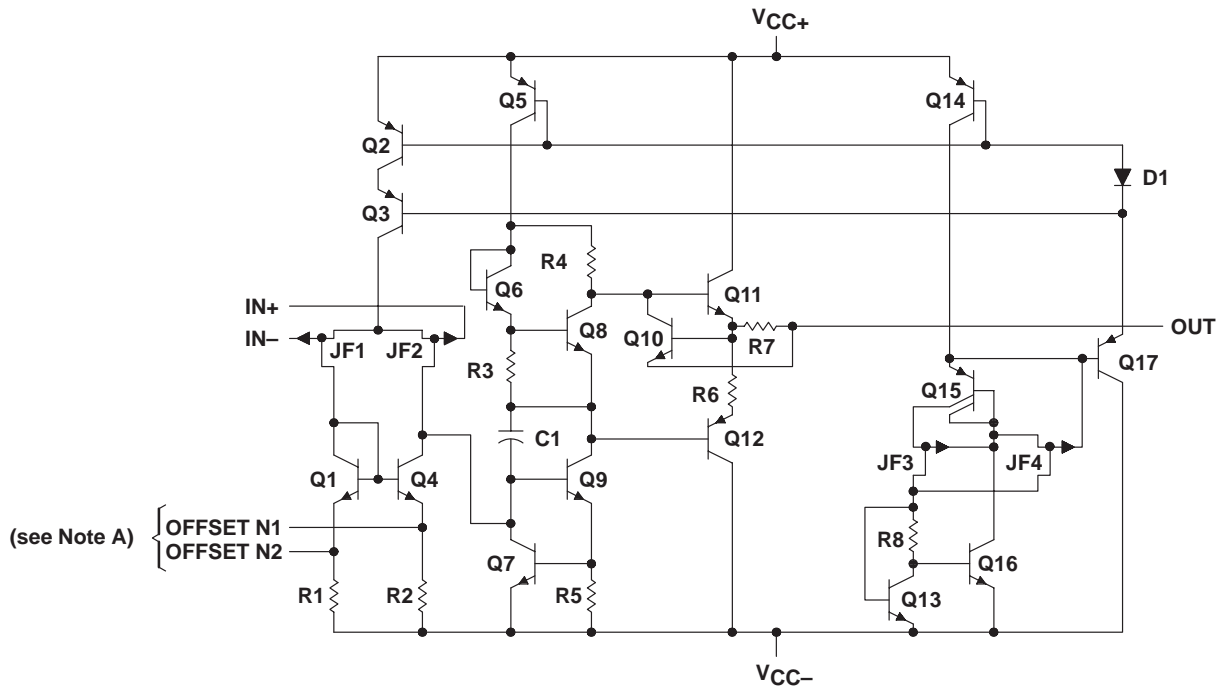 VCC+
Q5
Q14
Q2
D1
Q3
R4
Q6
Q11
IN+
Q8
Q10
OUT
IN–
JF1
JF2
R7
R3
Q17
R6
Q15
C1
Q12
Q1
Q4
Q9
JF3
JF4
(see Note A)
OFFSET N1
OFFSET N2
R8
Q7
Q16
R1
R2
R5
Q13
VCC–